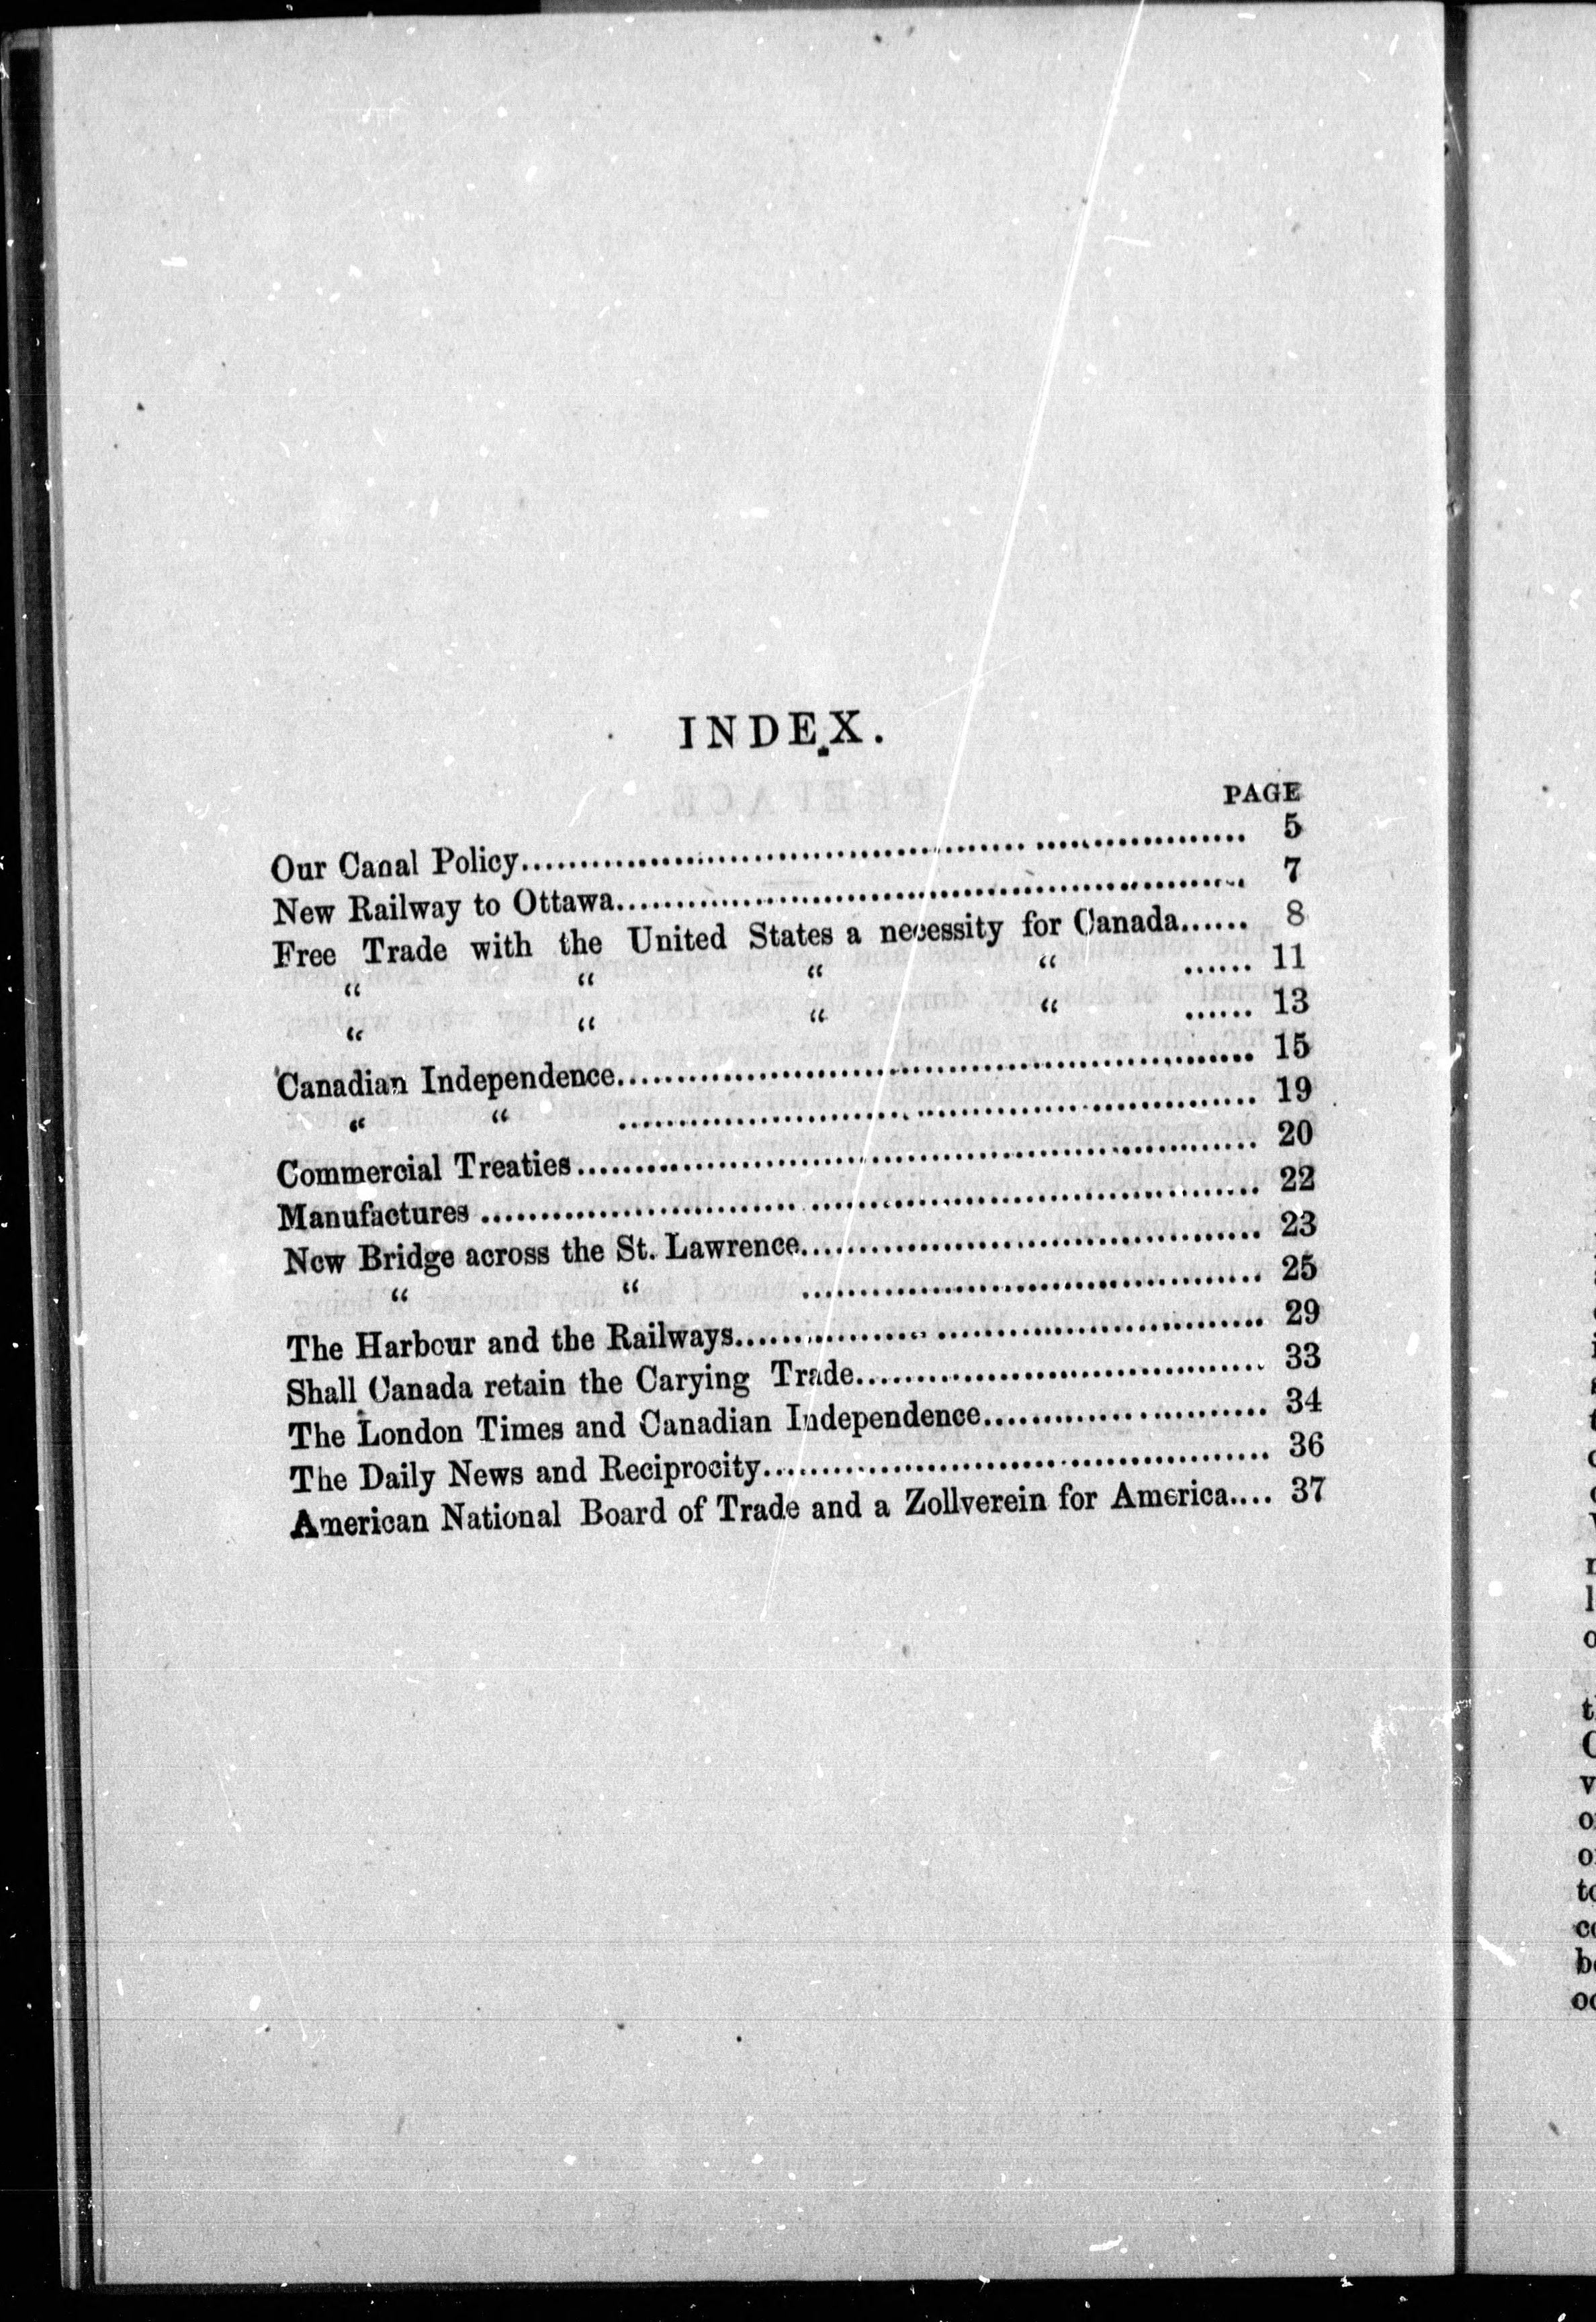 INDEX.
PAGE
Our Canal Policy........................................................ 5
New Railway to Ottawa................................................ 7
Free Trade with the United States a necessity for Canada...... 8
“ “ “ “ ...... 11
“ “ “ “ ...... 13
Canadian Independence................................................ 15
“ “ ................................................ 19
Commercial Treaties.................................................... 20
Manufactures ............................................................ 22
New Bridge across the St. Lawrence................................ 23
“ “ ................................ 25
The Harbour and the Railways...................................... 29
Shall Canada retain the Carying Trade............................ 33
The London Times and Canadian Independence.................. 34
The Daily News and Reciprocity.................................... 36
American National Board of Trade and a Zollverein for America.... 37